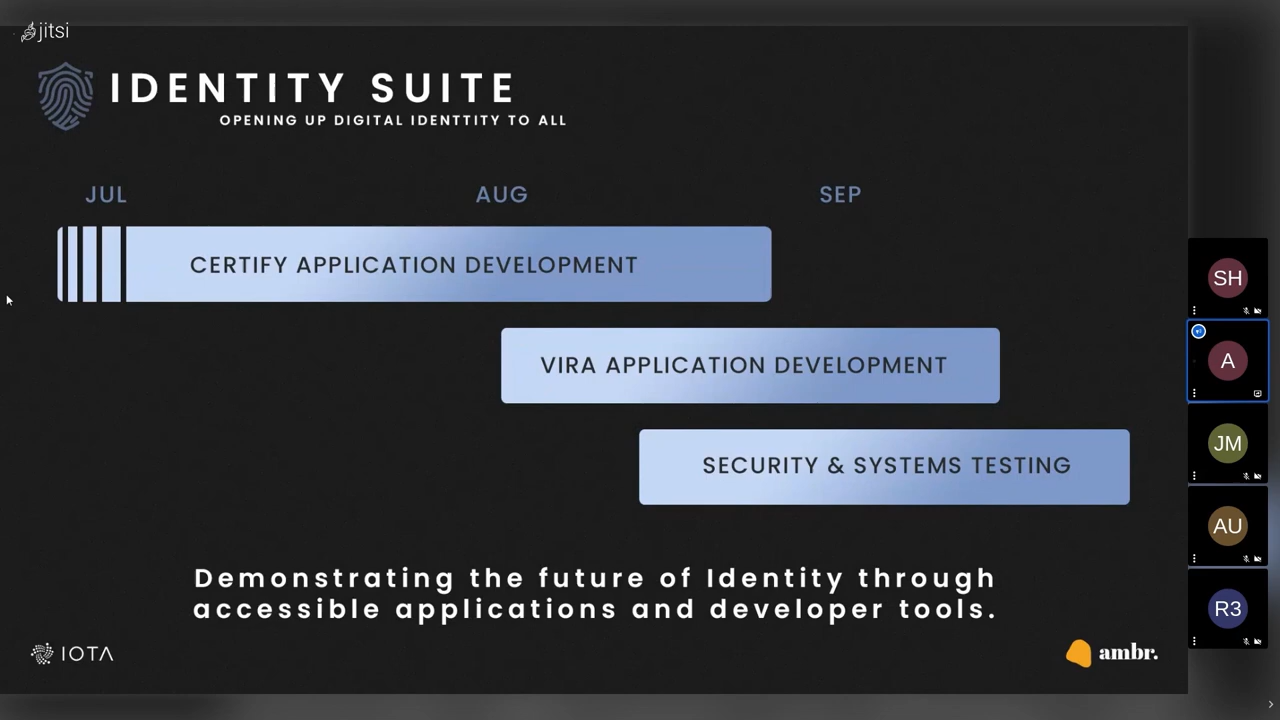 jitsi
IDENTITY SUITE
OPENING UP DIGITAL IDENTTITY TO ALL
JUL AUG SEP
CERTIFY APPLICATION DEVELOPMENT
VIRA APPLICATION DEVELOPMENT
SECURITY & SYSTEMS TESTING
Demonstrating the future of Identity through
accessible applications and developer tools.
IOTA
ambr.
SH
A
JM
AU
R3